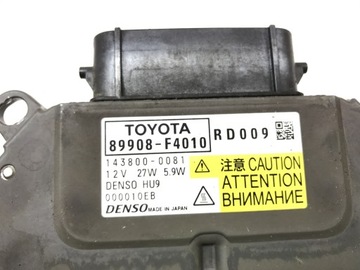 TOYOTA
89908-F4010 RD009
143800-0081
12V 27W 5.9W
DENSO HU9
000010EB
DENSO MADE IN JAPAN
注意 CAUTION
ATTENTION
ВНИМАНИЕ